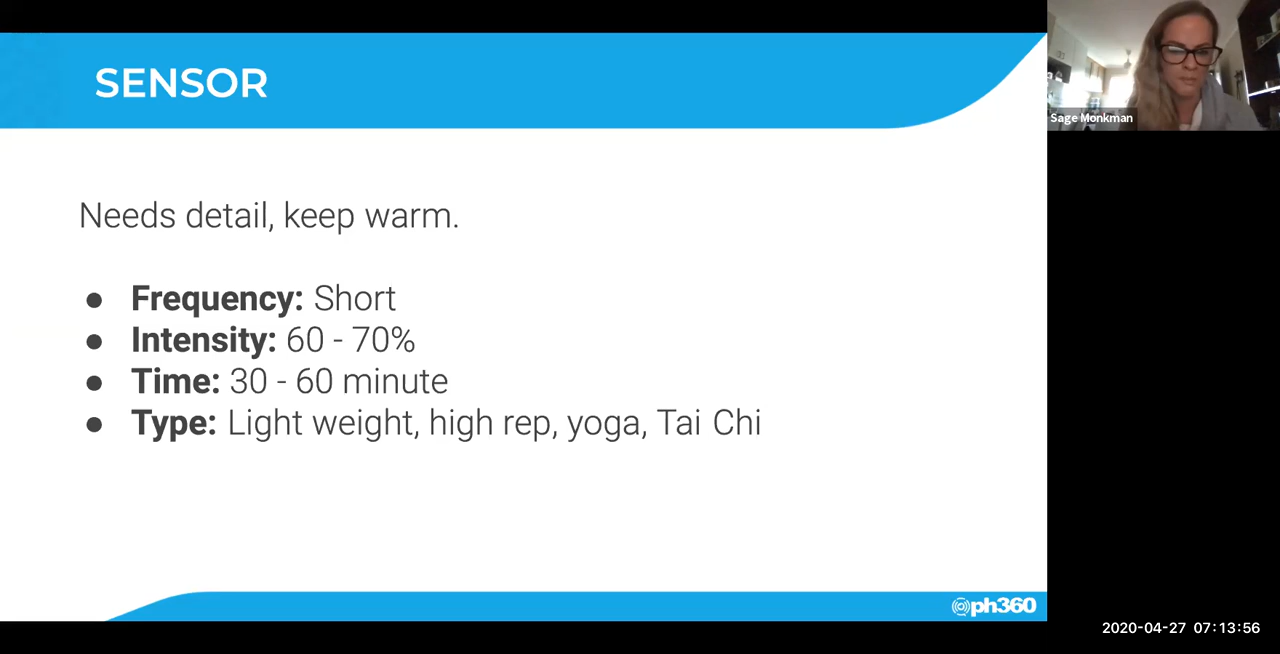 SENSOR
Sage Monkman
Needs detail, keep warm.
● Frequency: Short
● Intensity: 60 - 70%
● Time: 30 - 60 minute
● Type: Light weight, high rep, yoga, Tai Chi
ph360
2020-04-27 07:13:56